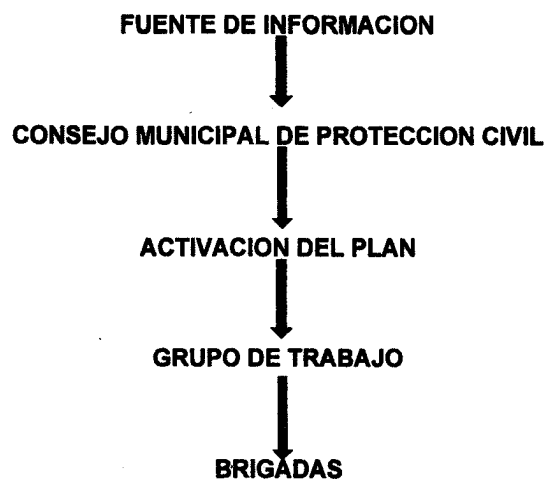 FUENTE DE INFORMACION
CONSEJO MUNICIPAL DE PROTECCION CIVIL
ACTIVACION DEL PLAN
GRUPO DE TRABAJO
BRIGADAS